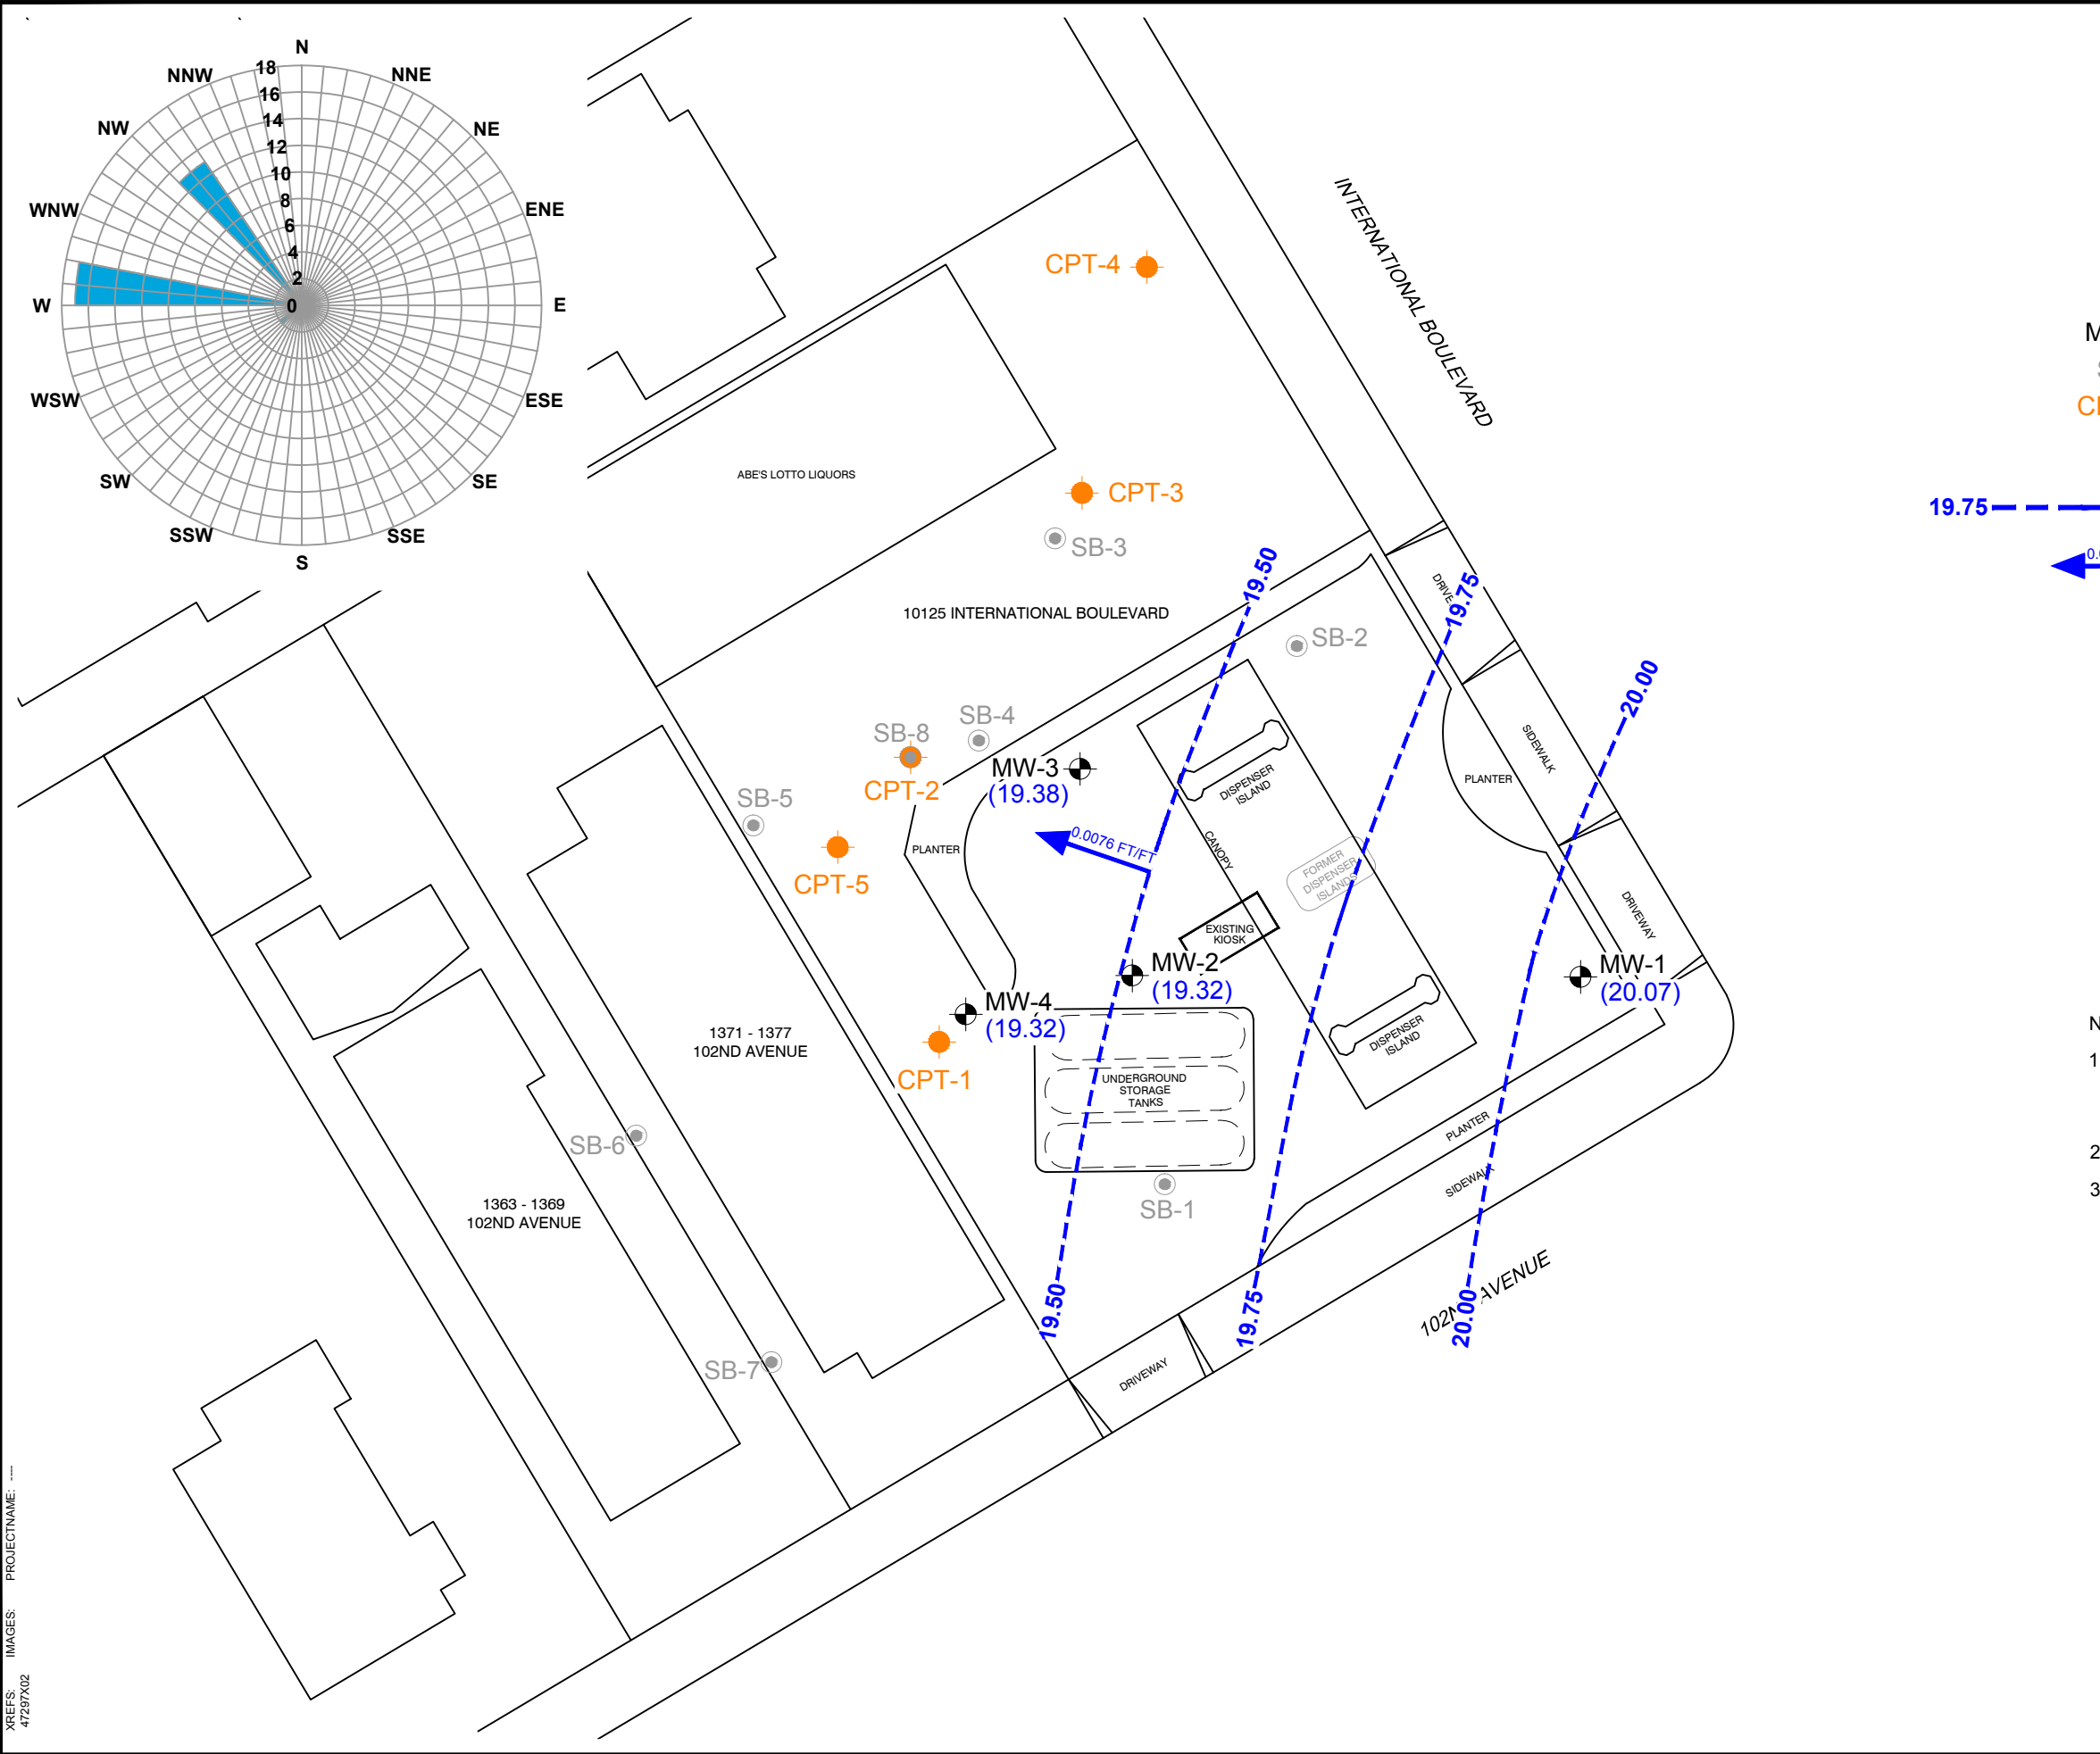 N
NNE
NE
ENE
E
ESE
SE
SSE
S
SSW
SW
WSW
W
WNW
NW
NNW
18
16
14
12
10
8
6
4
2
0
INTERNATIONAL BOULEVARD
CPT-4
ABE'S LOTTO LIQUORS
CPT-3
SB-3
19.75
19.50
19.75
20.00
10125 INTERNATIONAL BOULEVARD
SB-2
SIDEWALK
PLANTER
SB-4
SB-8
CPT-2
MW-3
(19.38)
DISPENSER
ISLAND
SB-5
CPT-5
PLANTER
0.0076 FT/FT
CANOPY
FORMER
DISPENSER
ISLANDS
EXISTING
KIOSK
DRIVEWAY
MW-2
(19.32)
MW-1
(20.07)
MW-4
(19.32)
CPT-1
1371 - 1377
102ND AVENUE
DISPENSER
ISLAND
UNDERGROUND
STORAGE
TANKS
PLANTER
SIDEWALK
SB-6
SB-1
1363 - 1369
102ND AVENUE
AVENUE
19.50
19.75
20.00
SB-7
DRIVEWAY
XREFS: IMAGES: PROJECTNAME: ----
47297X02
N
1
2
3